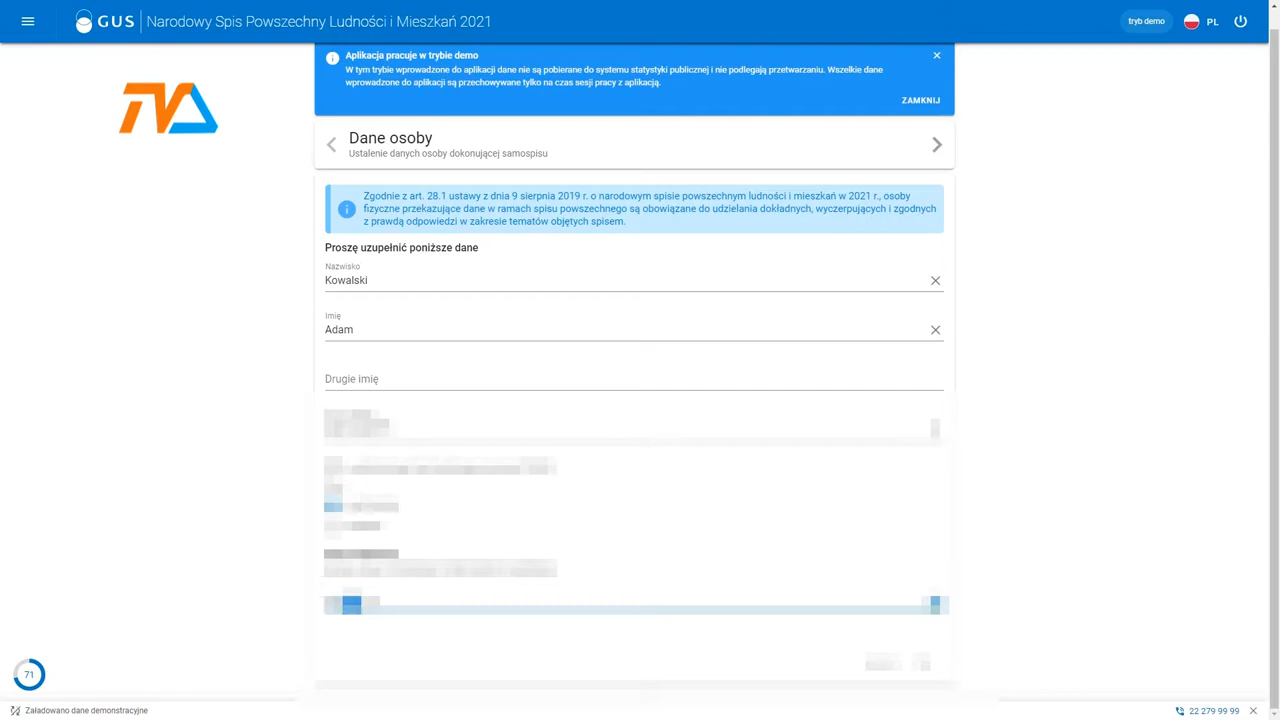 GUS Narodowy Spis Powszechny Ludności i Mieszkań 2021
tryb demo
PL
Aplikacja pracuje w trybie demo
W tym trybie wprowadzone do aplikacji dane nie są pobierane do systemu statystyki publicznej i nie podlegają przetwarzaniu. Wszelkie dane
wprowadzone do aplikacji są przechowywane tylko na czas sesji pracy z aplikacją.
ZAMKNIJ
Dane osoby
Ustalenie danych osoby dokonującej samospisu
Zgodnie z art. 28.1 ustawy z dnia 9 sierpnia 2019 r. o narodowym spisie powszechnym ludności i mieszkań w 2021 r., osoby
fizyczne przekazujące dane w ramach spisu powszechnego są obowiązane do udzielania dokładnych, wyczerpujących i zgodnych
z prawdą odpowiedzi w zakresie tematów objętych spisem.
Proszę uzupełnić poniższe dane
Nazwisko
Kowalski
Imię
Adam
Drugie imię
71
Załadowano dane demonstracyjne
22 279 99 99